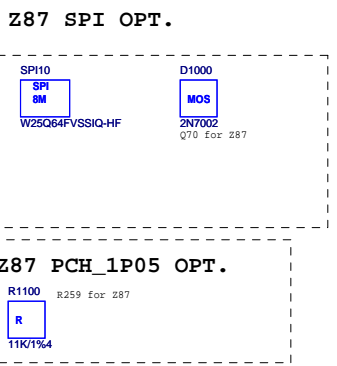 Z87 SPI OPT.
SPI10
SPI
8M
W25Q64FVSSIQ-HF
D1000
MOS
2N7002
Q70 for Z87
Z87 PCH_1P05 OPT.
R1100
R259 for Z87
R
11K/1%4